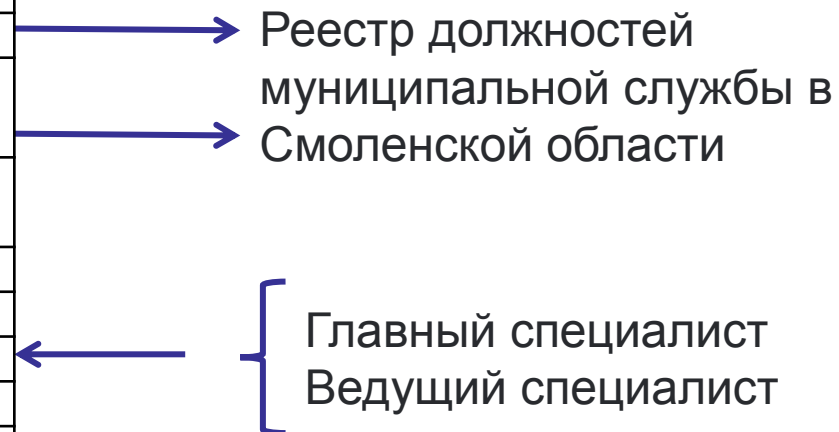 Реестр должностей
муниципальной службы в
Смоленской области
Главный специалист
Ведущий специалист